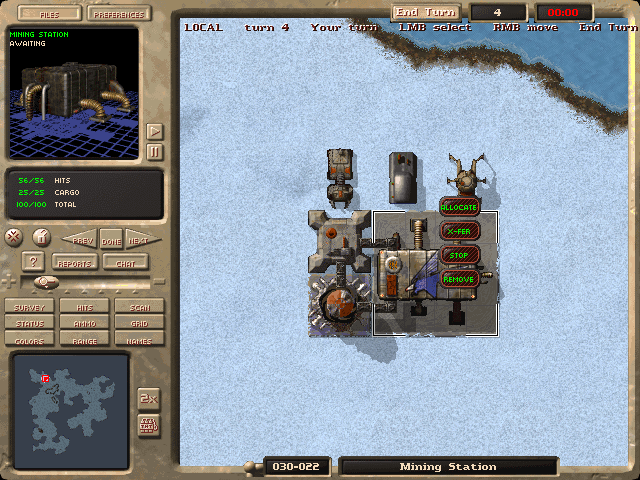 FILES
PREFERENCES
End Turn
4
00:00
LOCAL turn 4 Your turn LMB select RMB move End Turn
MINING STATION
AWAITING
56/56 HITS
25/25 CARGO
100/100 TOTAL
PREV
DONE
NEXT
?
REPORTS
CHAT
SURVEY
HITS
SCAN
STATUS
AMMO
GRID
COLORS
RANGE
NAMES
2x
ALLOCATE
X-FER
STOP
REMOVE
030-022
Mining Station